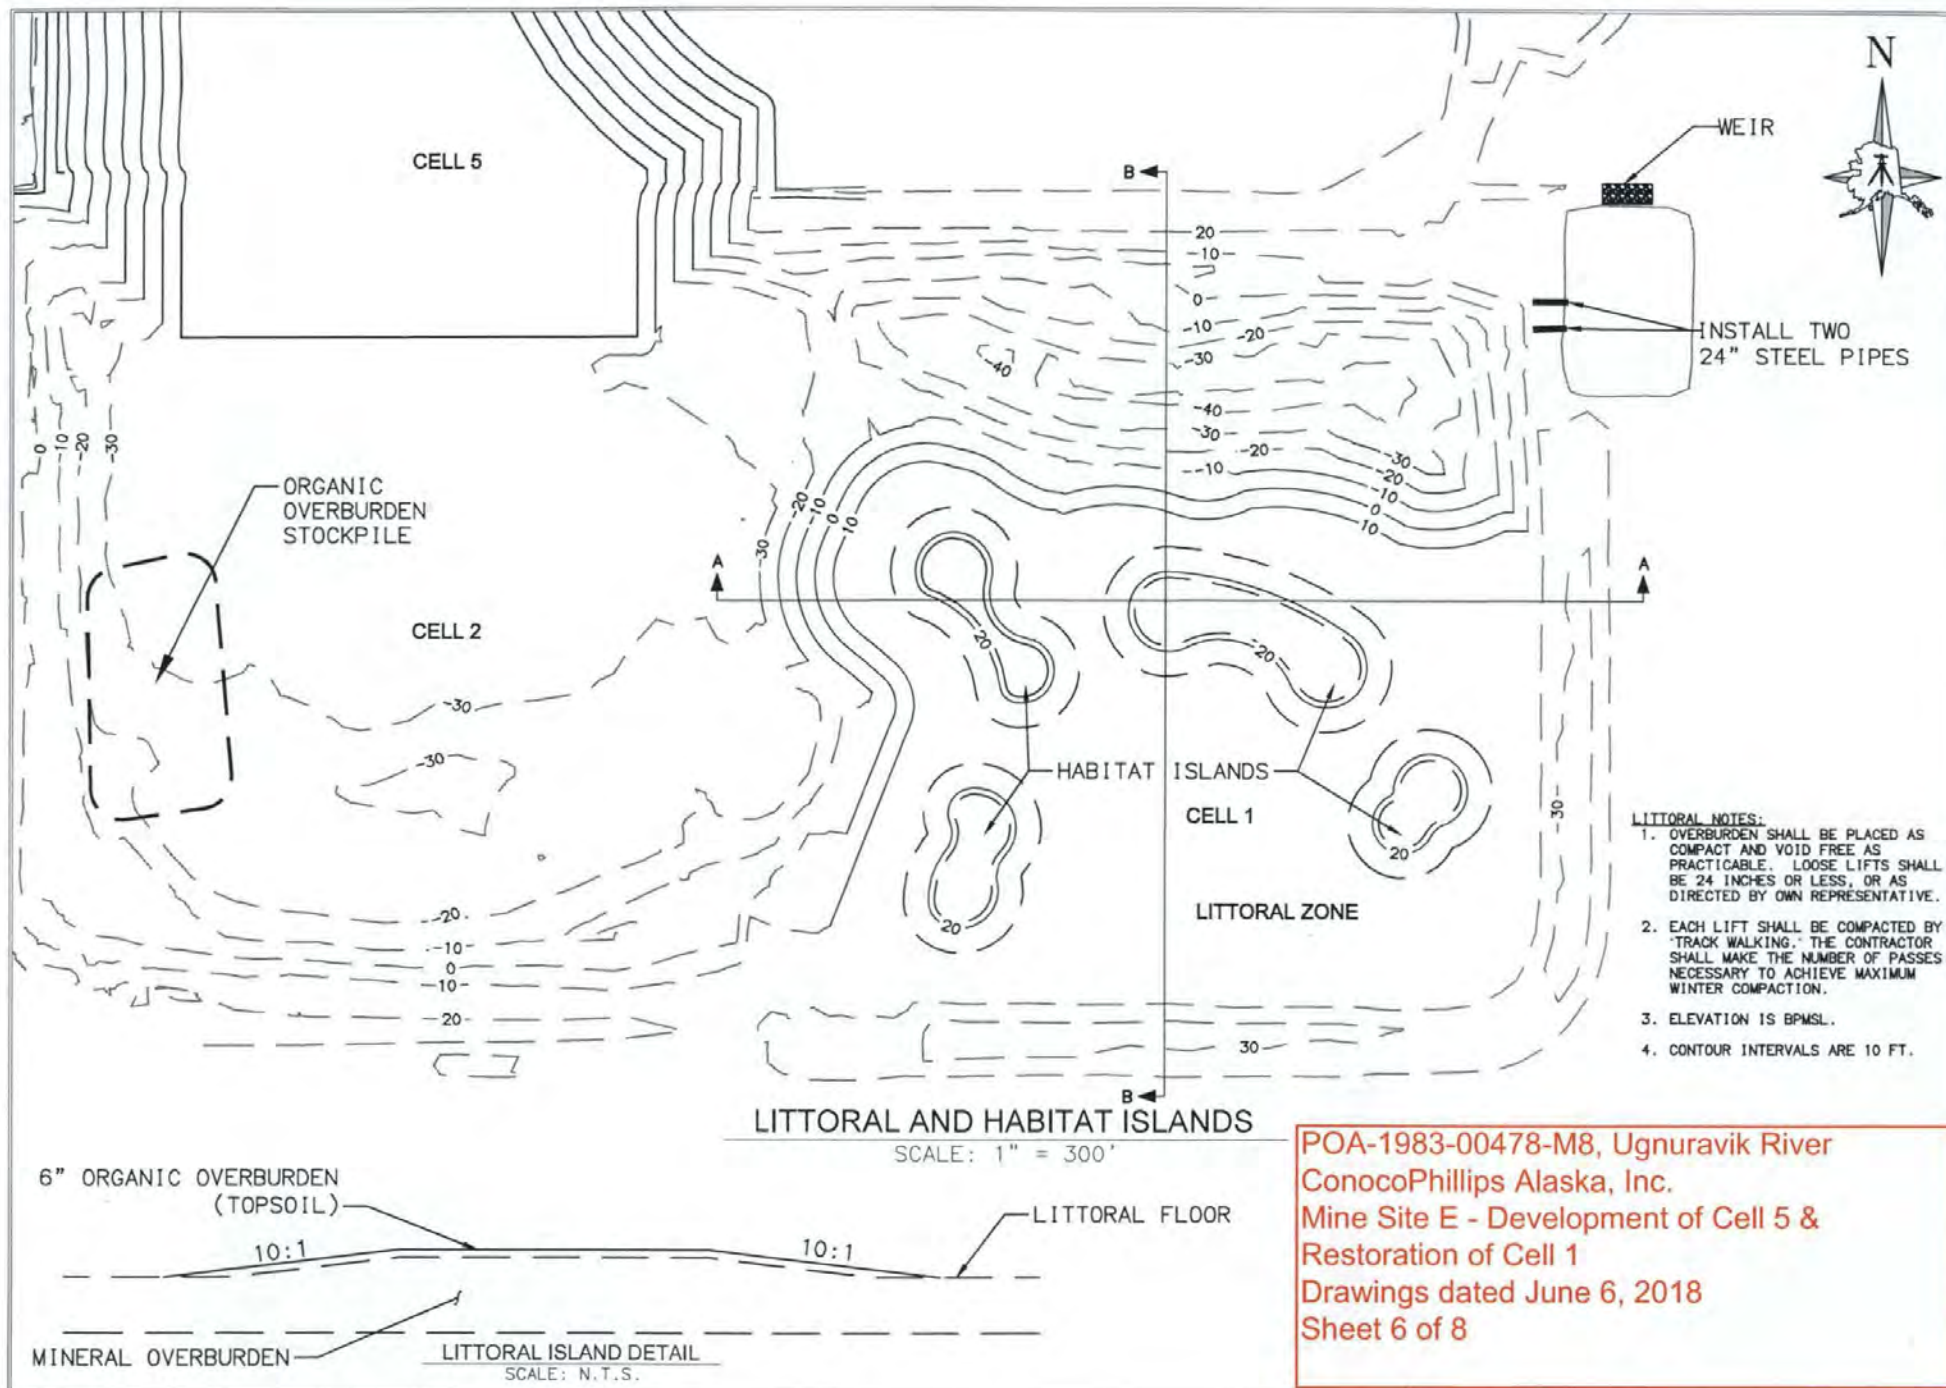 N
WEIR
CELL 5
B
20
-10-
0
-10
-20
-30
-40
-40
-30
-20
-10
-30
-20
-10
0
10
INSTALL TWO
24" STEEL PIPES
0
-10
-20
-30
ORGANIC
OVERBURDEN
STOCKPILE
-20
-10
0
10
-30
A
A
CELL 2
20
20
-30
-30
HABITAT ISLANDS
CELL 1
20
20
-30-
LITTORAL ZONE
-20
-10
0
-10-
-20-
30
B
LITTORAL NOTES:
1. OVERBURDEN SHALL BE PLACED AS
COMPACT AND VOID FREE AS
PRACTICABLE. LOOSE LIFTS SHALL
BE 24 INCHES OR LESS, OR AS
DIRECTED BY OWN REPRESENTATIVE.
2. EACH LIFT SHALL BE COMPACTED BY
"TRACK WALKING." THE CONTRACTOR
SHALL MAKE THE NUMBER OF PASSES
NECESSARY TO ACHIEVE MAXIMUM
WINTER COMPACTION.
3. ELEVATION IS BPMSL.
4. CONTOUR INTERVALS ARE 10 FT.
LITTORAL AND HABITAT ISLANDS
SCALE: 1" = 300'
6" ORGANIC OVERBURDEN
(TOPSOIL)
10:1
10:1
LITTORAL FLOOR
MINERAL OVERBURDEN
LITTORAL ISLAND DETAIL
SCALE: N.T.S.
POA-1983-00478-M8, Ugnuravik River
ConocoPhillips Alaska, Inc.
Mine Site E - Development of Cell 5 &
Restoration of Cell 1
Drawings dated June 6, 2018
Sheet 6 of 8